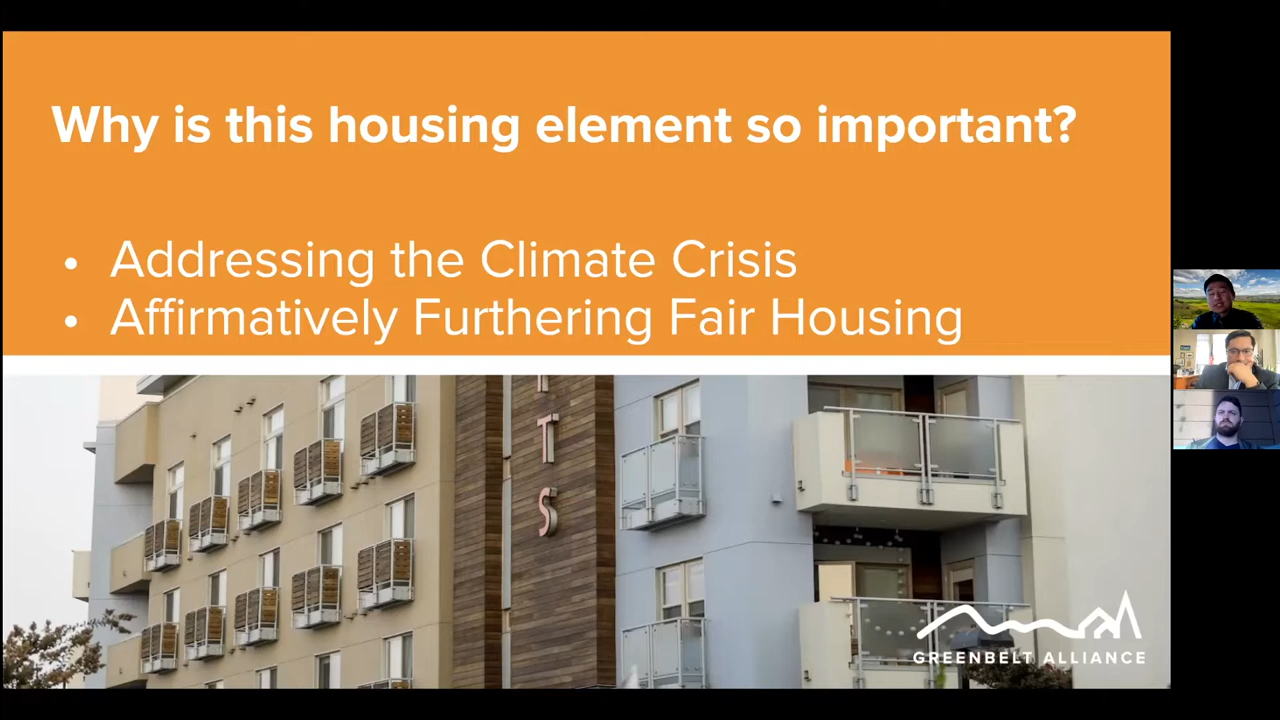 Why is this housing element so important?
• Addressing the Climate Crisis
• Affirmatively Furthering Fair Housing
T
S
GREENBELT ALLIANCE